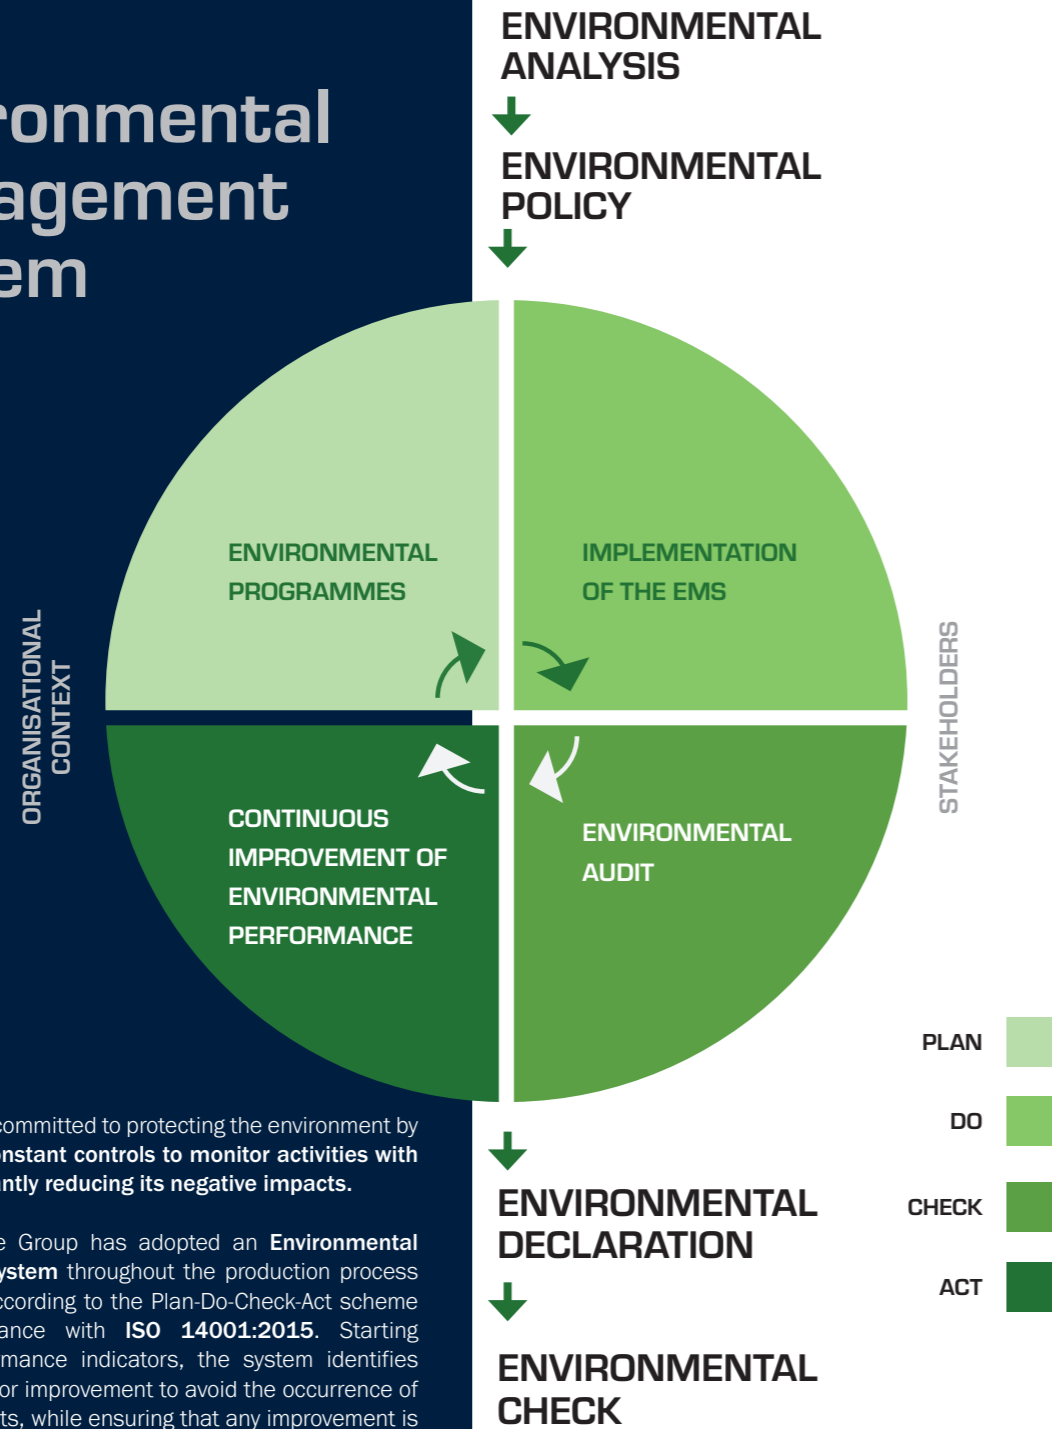 ronmental
agement
em
ENVIRONMENTAL
ANALYSIS
ENVIRONMENTAL
POLICY
ENVIRONMENTAL
PROGRAMMES
IMPLEMENTATION
OF THE EMS
ORGANISATIONAL
CONTEXT
STAKEHOLDERS
CONTINUOUS
IMPROVEMENT OF
ENVIRONMENTAL
PERFORMANCE
ENVIRONMENTAL
AUDIT
PLAN
DO
CHECK
ACT
committed to protecting the environment by
onstant controls to monitor activities with
antly reducing its negative impacts.
e Group has adopted an Environmental
ystem throughout the production process
ccording to the Plan-Do-Check-Act scheme
ance with ISO 14001:2015. Starting
rmance indicators, the system identifies
or improvement to avoid the occurrence of
ts, while ensuring that any improvement is
ENVIRONMENTAL
DECLARATION
ENVIRONMENTAL
CHECK